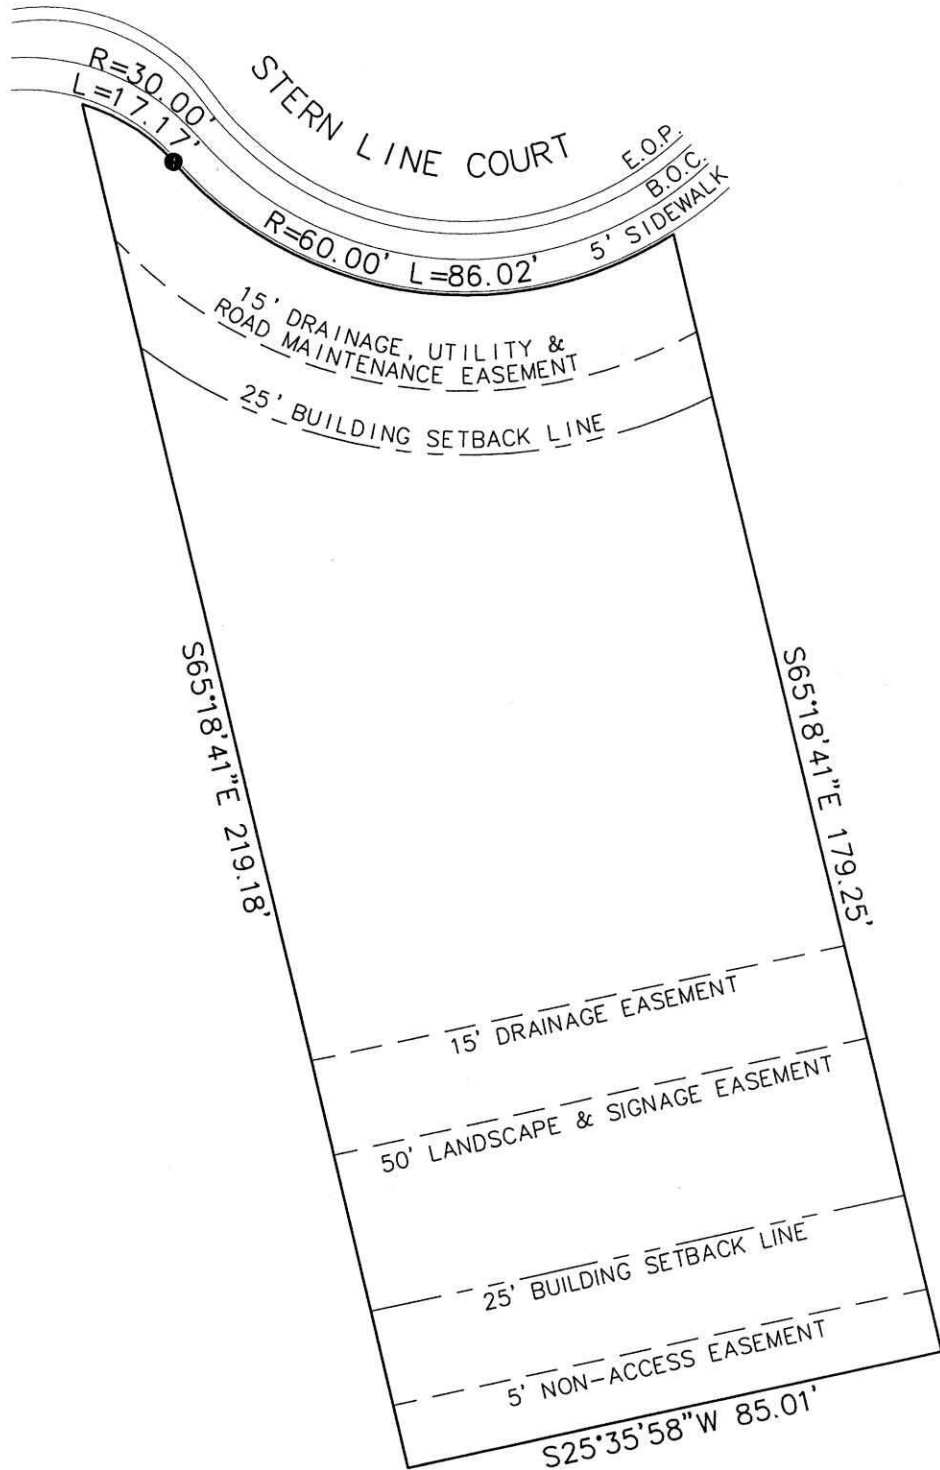 STERN LINE COURT
R=30.00'
L=17.17'
E.O.P.
B.O.C.
5' SIDEWALK
R=60.00' L=86.02'
15' DRAINAGE, UTILITY &
ROAD MAINTENANCE EASEMENT
25' BUILDING SETBACK LINE
S65°18'41"E 219.18'
S65°18'41"E 179.25'
15' DRAINAGE EASEMENT
50' LANDSCAPE & SIGNAGE EASEMENT
25' BUILDING SETBACK LINE
5' NON-ACCESS EASEMENT
S25°35'58"W 85.01'